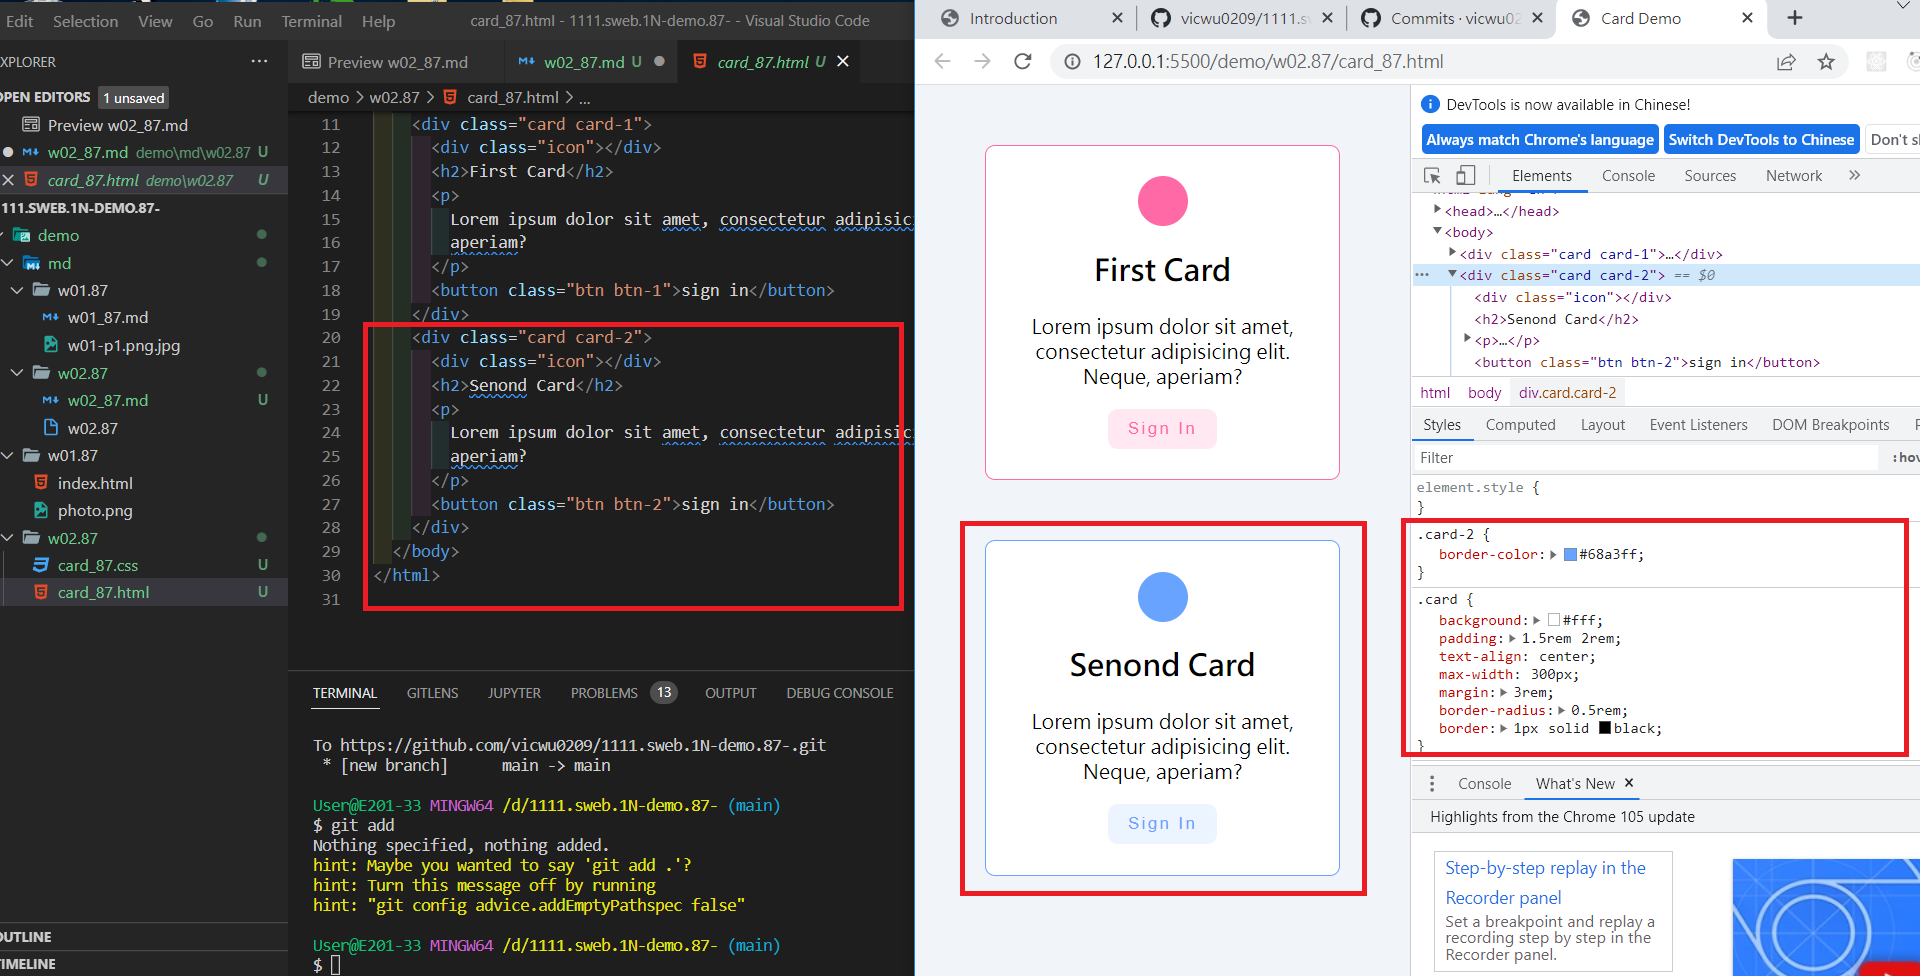 Edit Selection View Go Run Terminal Help card_87.html - 1111.sweb.1N-demo.87- - Visual Studio Code
XPLORER ···
OPEN EDITORS 1 unsaved
Preview w02_87.md
w02_87.md demo\md\w02.87 U
card_87.html demo\w02.87 U
1111.SWEB.1N-DEMO.87-
demo
md
w01.87
w01_87.md
w01-p1.png.jpg
w02.87
w02_87.md U
w02.87
w01.87
index.html
photo.png
w02.87
card_87.css U
card_87.html U
OUTLINE
TIMELINE
Preview w02_87.md w02_87.md U card_87.html U
demo > w02.87 > card_87.html > ...
11 <div class="card card-1">
12 <div class="icon"></div>
13 <h2>First Card</h2>
14 <p>
15 Lorem ipsum dolor sit amet, consectetur adipisic
16 aperiam?
17 </p>
18 <button class="btn btn-1">sign in</button>
19 </div>
20 <div class="card card-2">
21 <div class="icon"></div>
22 <h2>Senond Card</h2>
23 <p>
24 Lorem ipsum dolor sit amet, consectetur adipisic
25 aperiam?
26 </p>
27 <button class="btn btn-2">sign in</button>
28 </div>
29 </body>
30 </html>
31
TERMINAL GITLENS JUPYTER PROBLEMS 13 OUTPUT DEBUG CONSOLE
To https://github.com/vicwu0209/1111.sweb.1N-demo.87-.git
* [new branch] main -> main
User@E201-33 MINGW64 /d/1111.sweb.1N-demo.87- (main)
$ git add
Nothing specified, nothing added.
hint: Maybe you wanted to say 'git add .'?
hint: Turn this message off by running
hint: "git config advice.addEmptyPathspec false"
User@E201-33 MINGW64 /d/1111.sweb.1N-demo.87- (main)
$
Introduction vicwu0209/1111.s Commits · vicwu02 Card Demo
127.0.0.1:5500/demo/w02.87/card_87.html
First Card
Lorem ipsum dolor sit amet,
consectetur adipisicing elit.
Neque, aperiam?
Sign In
Senond Card
Lorem ipsum dolor sit amet,
consectetur adipisicing elit.
Neque, aperiam?
Sign In
DevTools is now available in Chinese!
Always match Chrome's language Switch DevTools to Chinese Don't s
Elements Console Sources Network »
<head>…</head>
<body>
<div class="card card-1">…</div>
<div class="card card-2"> == $0
<div class="icon"></div>
<h2>Senond Card</h2>
<p>…</p>
<button class="btn btn-2">sign in</button>
html body div.card.card-2
Styles Computed Layout Event Listeners DOM Breakpoints
Filter :hov
element.style {
}
.card-2 {
border-color: #68a3ff;
}
.card {
background: #fff;
padding: 1.5rem 2rem;
text-align: center;
max-width: 300px;
margin: 3rem;
border-radius: 0.5rem;
border: 1px solid black;
}
Console What's New
Highlights from the Chrome 105 update
Step-by-step replay in the
Recorder panel
Set a breakpoint and replay a
recording step by step in the
Recorder panel.